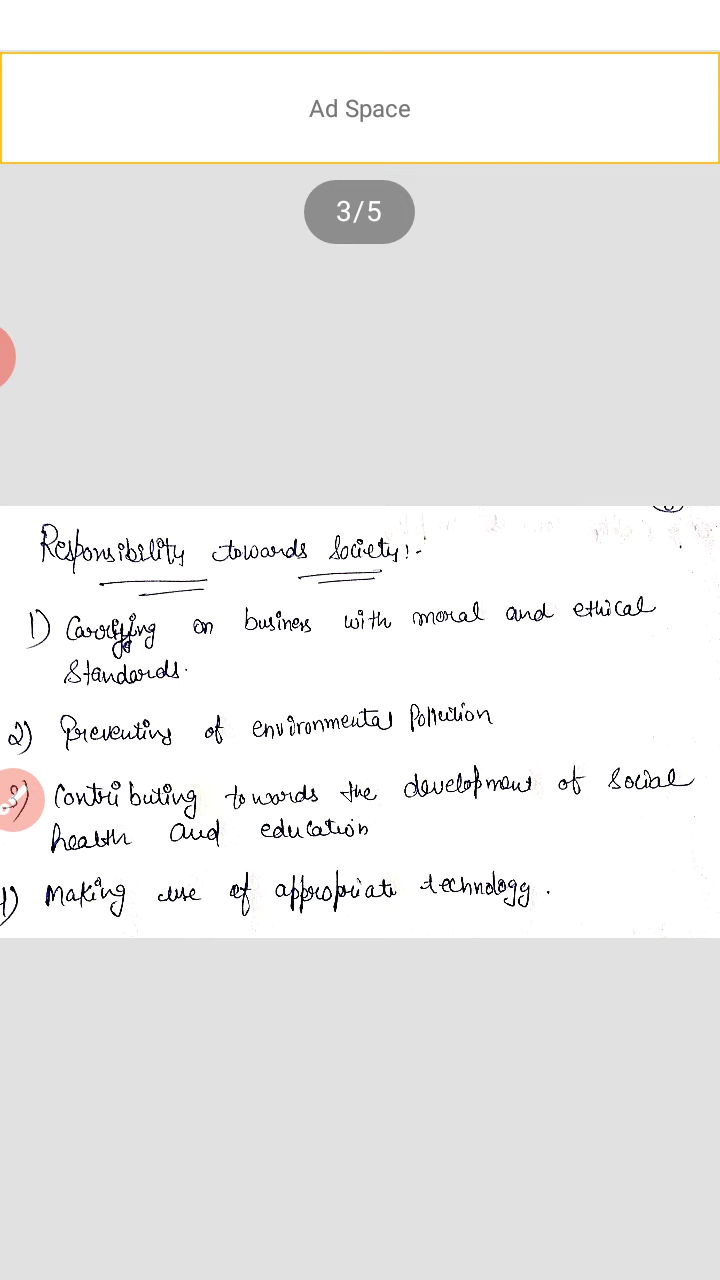 Ad Space
3/5
Responsibility towards Society:-
1) Carrying on business with moral and ethical
Standards.
2) Preventing of environmental Pollution
3) Contributing towards the development of Social
health and education
4) Making use of appropriate technology.